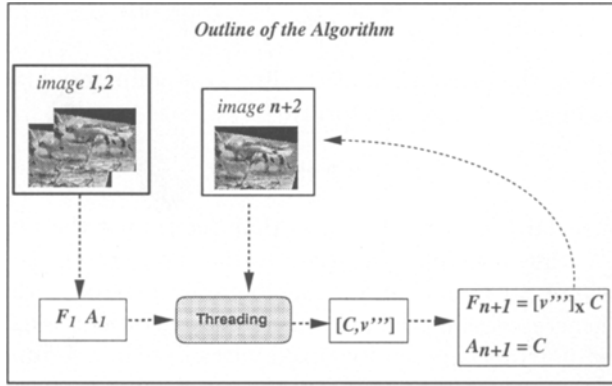 Outline of the Algorithm
image 1,2
image n+2
F₁ A₁
Threading
[C,v’’’]
Fₙ₊₁ = [v’’’]ₓ C
Aₙ₊₁ = C